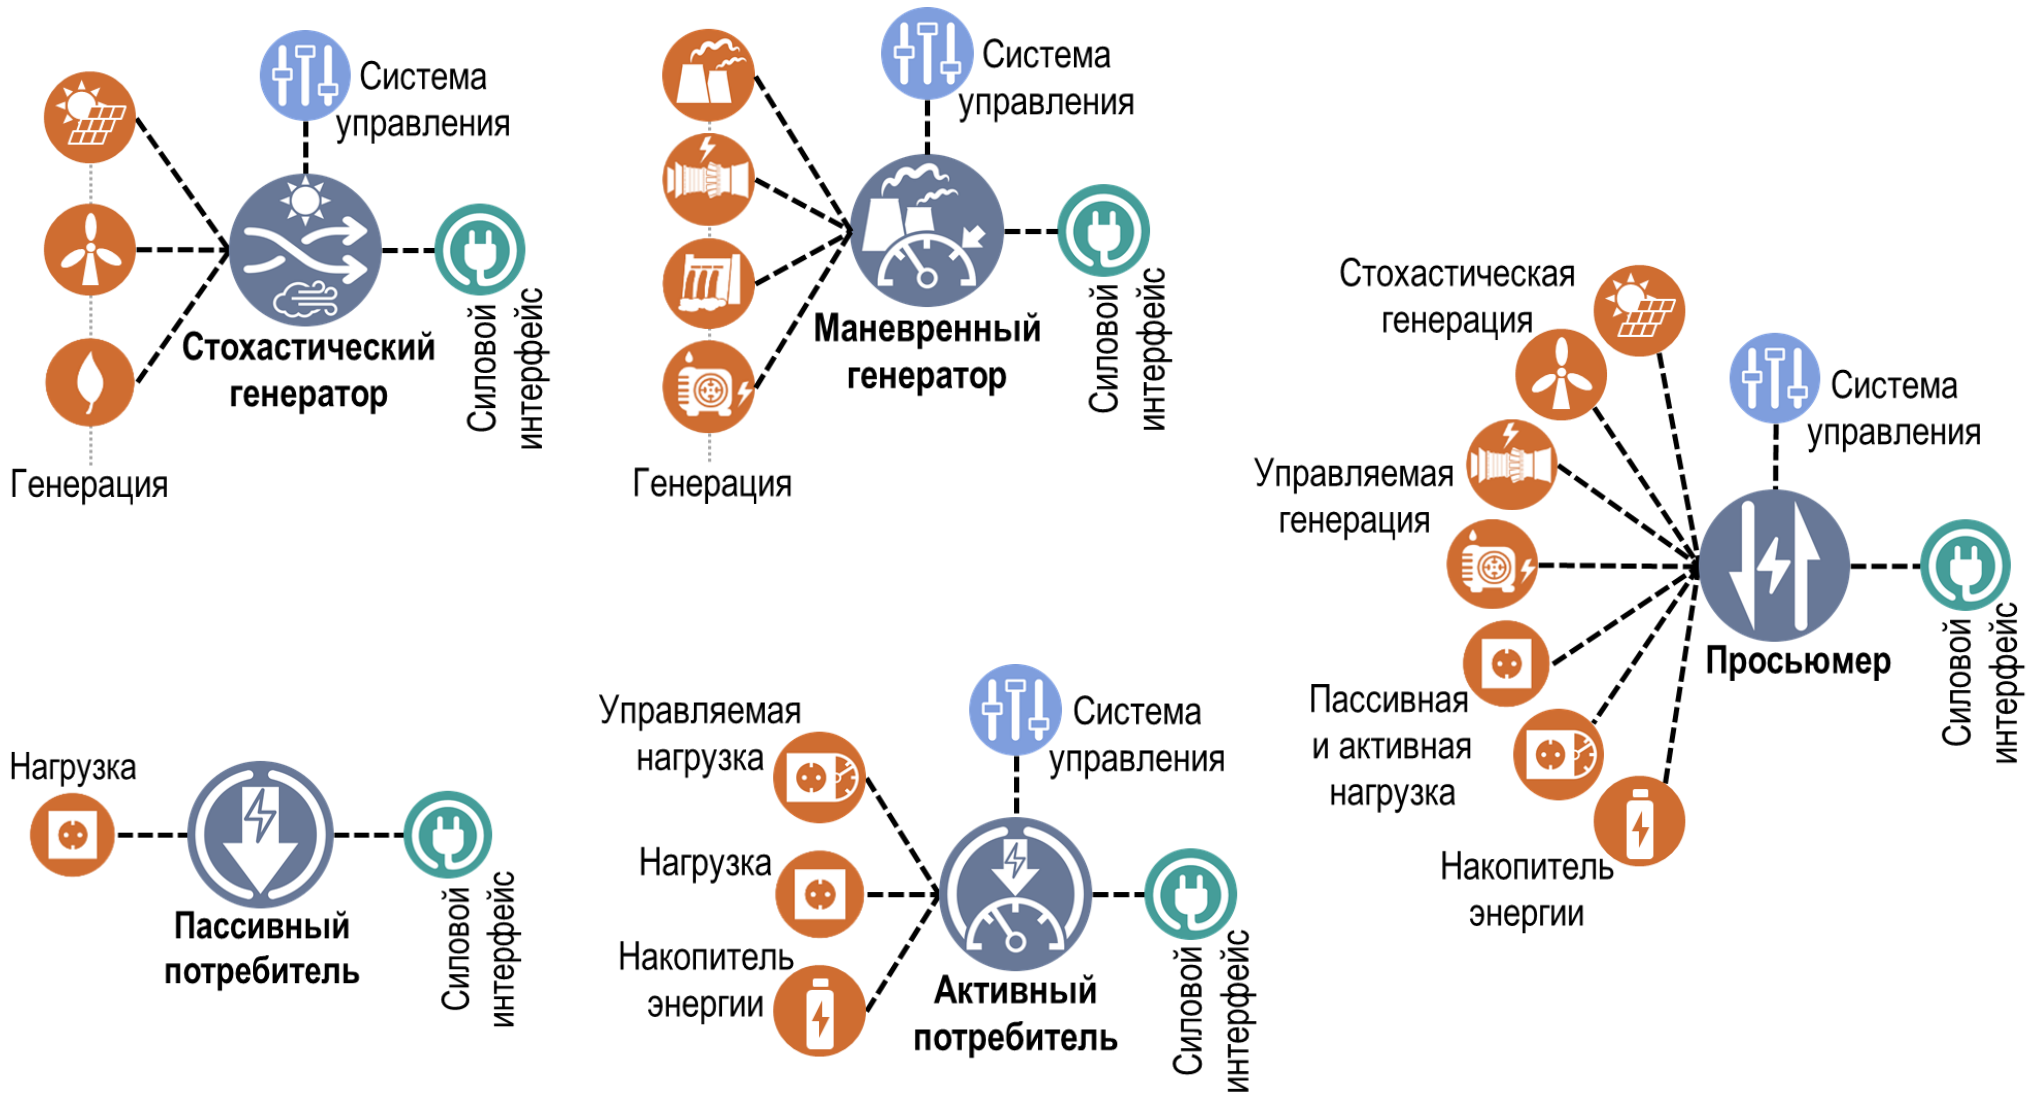 Система
управления
Стохастический
генератор
Силовой
интерфейс
Генерация
Система
управления
Маневренный
генератор
Силовой
интерфейс
Генерация
Стохастическая
генерация
Управляемая
генерация
Пассивная
и активная
нагрузка
Накопитель
энергии
Система
управления
Просьюмер
Силовой
интерфейс
Нагрузка
Пассивный
потребитель
Силовой
интерфейс
Управляемая
нагрузка
Нагрузка
Накопитель
энергии
Система
управления
Активный
потребитель
Силовой
интерфейс